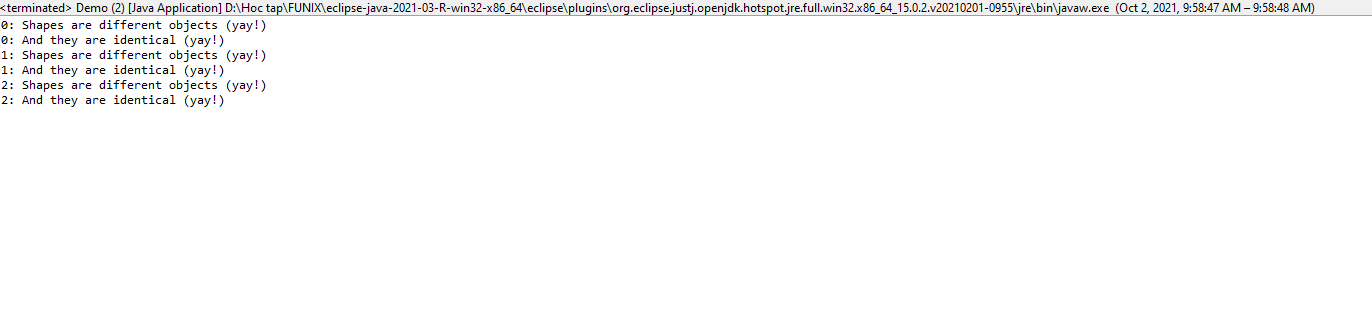 <terminated> Demo (2) [Java Application] D:\Hoc tap\FUNIX\eclipse-java-2021-03-R-win32-x86_64\eclipse\plugins\org.eclipse.justj.openjdk.hotspot.jre.full.win32.x86_64_15.0.2.v20210201-0955\jre\bin\javaw.exe (Oct 2, 2021, 9:58:47 AM – 9:58:48 AM)
0: Shapes are different objects (yay!)
0: And they are identical (yay!)
1: Shapes are different objects (yay!)
1: And they are identical (yay!)
2: Shapes are different objects (yay!)
2: And they are identical (yay!)